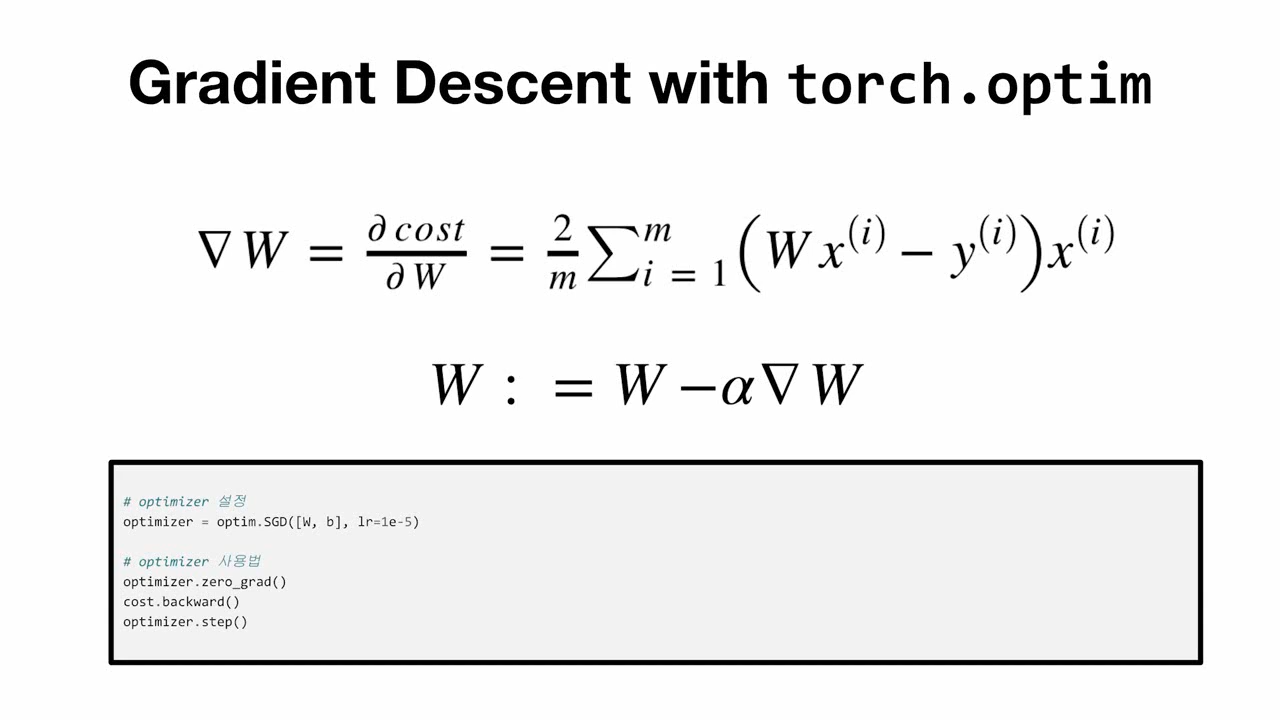 Gradient Descent with torch.optim
∇W = ∂cost/∂W = 2/m ∑_{i = 1}^{m} (Wx^{(i)} − y^{(i)})x^{(i)}
W : = W − α∇W
# optimizer 설정
optimizer = optim.SGD([W, b], lr=1e-5)
# optimizer 사용법
optimizer.zero_grad()
cost.backward()
optimizer.step()